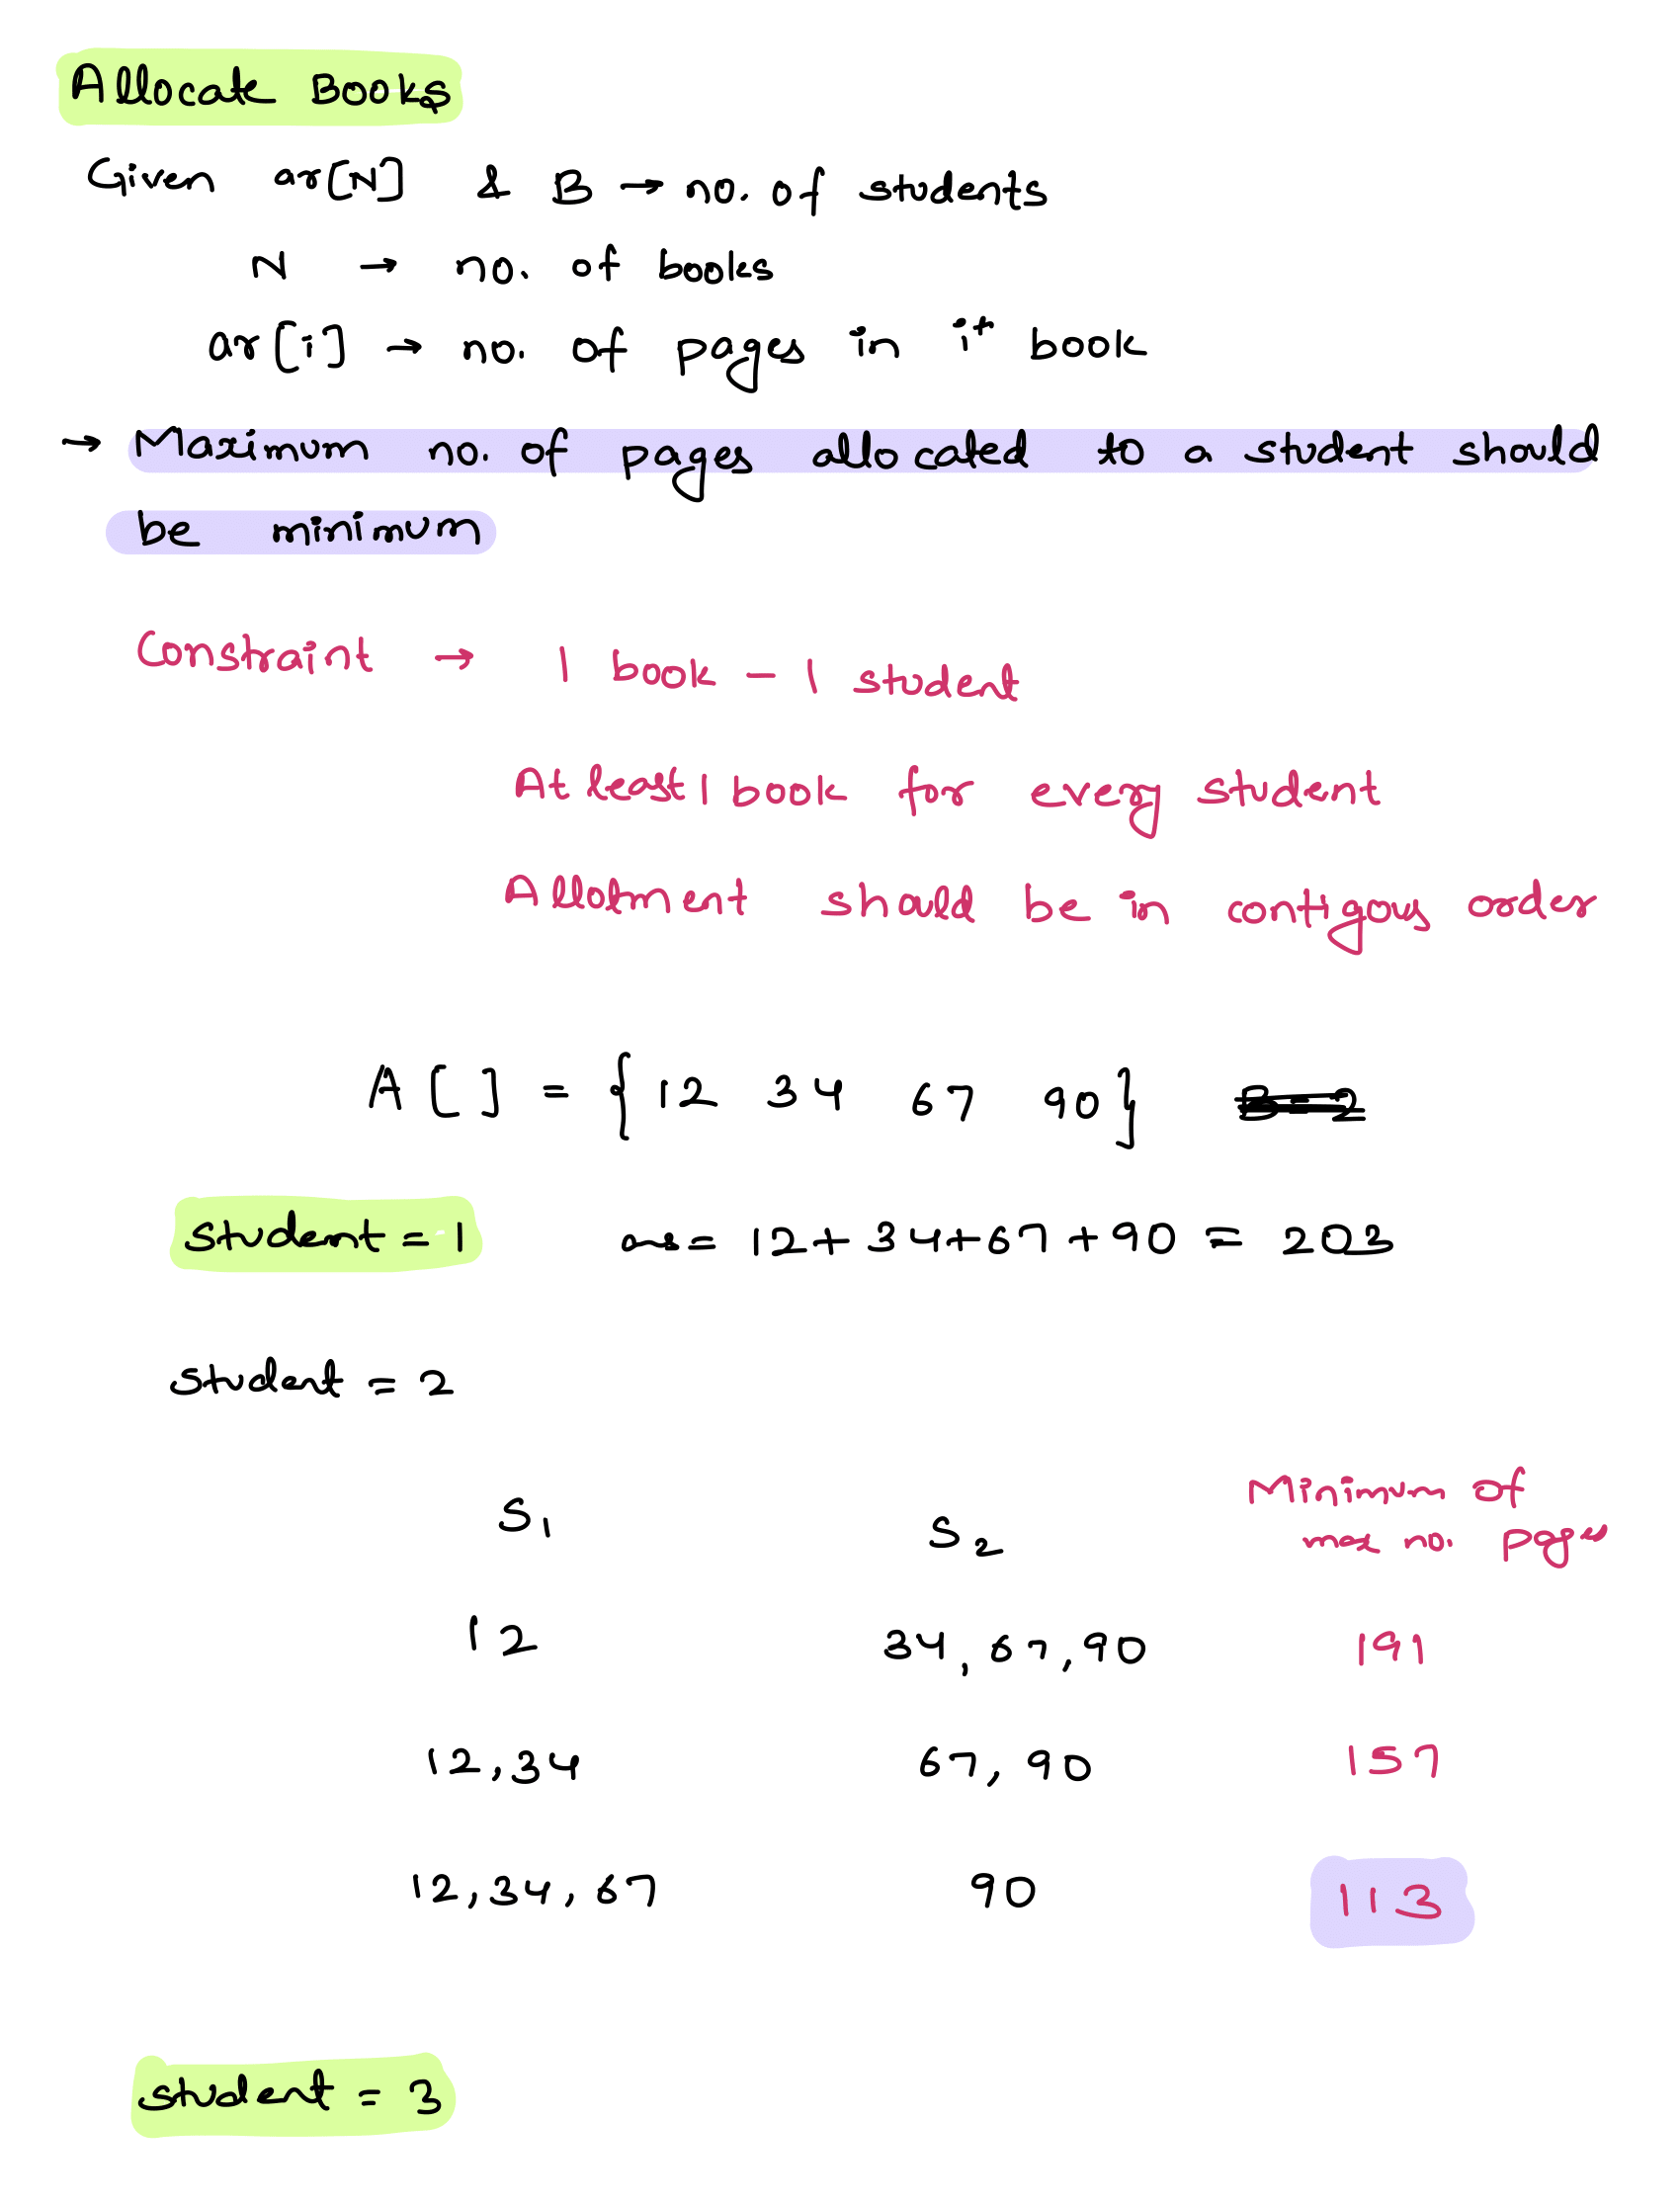 Allocate Books
Given ar[N] & B → no. of students
N → no. of books
ar[i] → no. of pages in iᵗ book
→ Maximum no. of pages allocated to a student should
be minimum
Constraint → 1 book - 1 student
At least 1 book for every student
Allotment should be in contigous order
A [ ] = { 12 34 67 90 } B = 2
student = 1 ans = 12 + 34 + 67 + 90 = 203
student = 2
S1 S2 Minimum of
max no. pages
12 34, 67, 90 191
12, 34 67, 90 157
12, 34, 67 90 113
student = 3